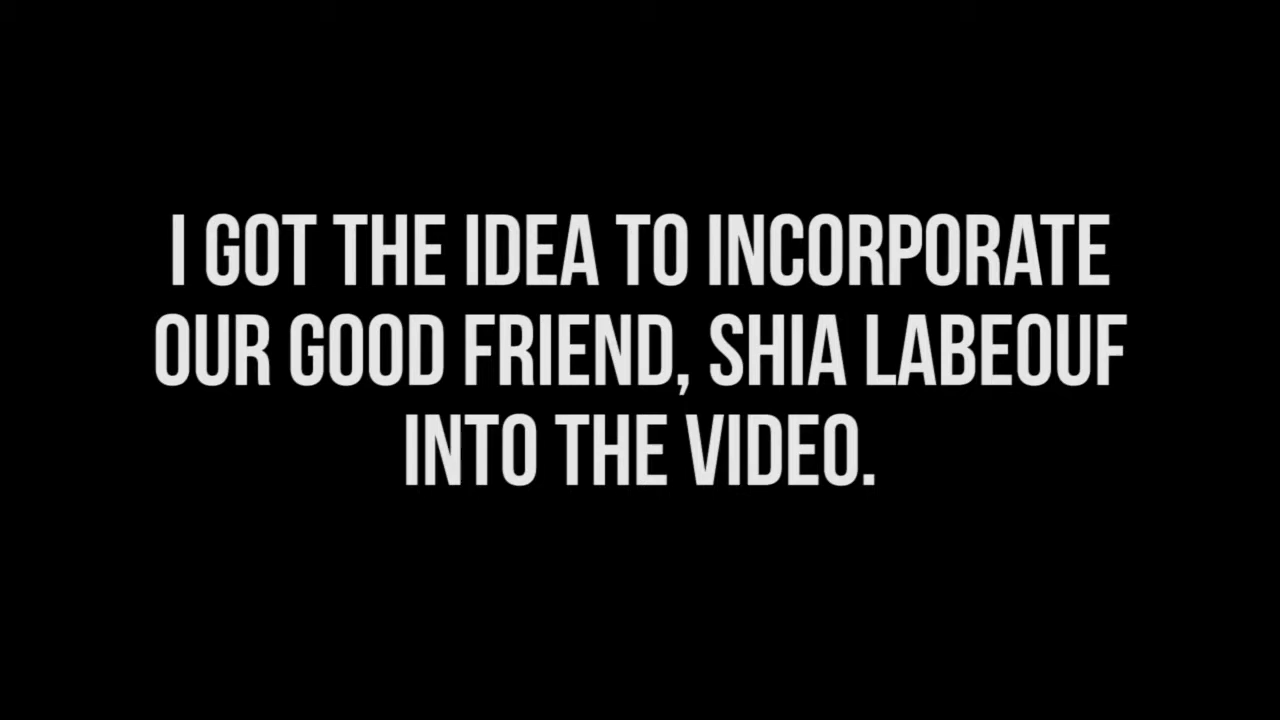 I GOT THE IDEA TO INCORPORATE
OUR GOOD FRIEND, SHIA LABEOUF
INTO THE VIDEO.